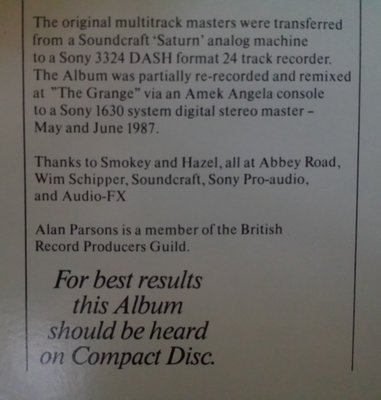 The original multitrack masters were transferred
from a Soundcraft 'Saturn' analog machine
to a Sony 3324 DASH format 24 track recorder.
The Album was partially re-recorded and remixed
at "The Grange" via an Amek Angela console
to a Sony 1630 system digital stereo master –
May and June 1987.
Thanks to Smokey and Hazel, all at Abbey Road,
Wim Schipper, Soundcraft, Sony Pro-audio,
and Audio-FX
Alan Parsons is a member of the British
Record Producers Guild.
For best results
this Album
should be heard
on Compact Disc.